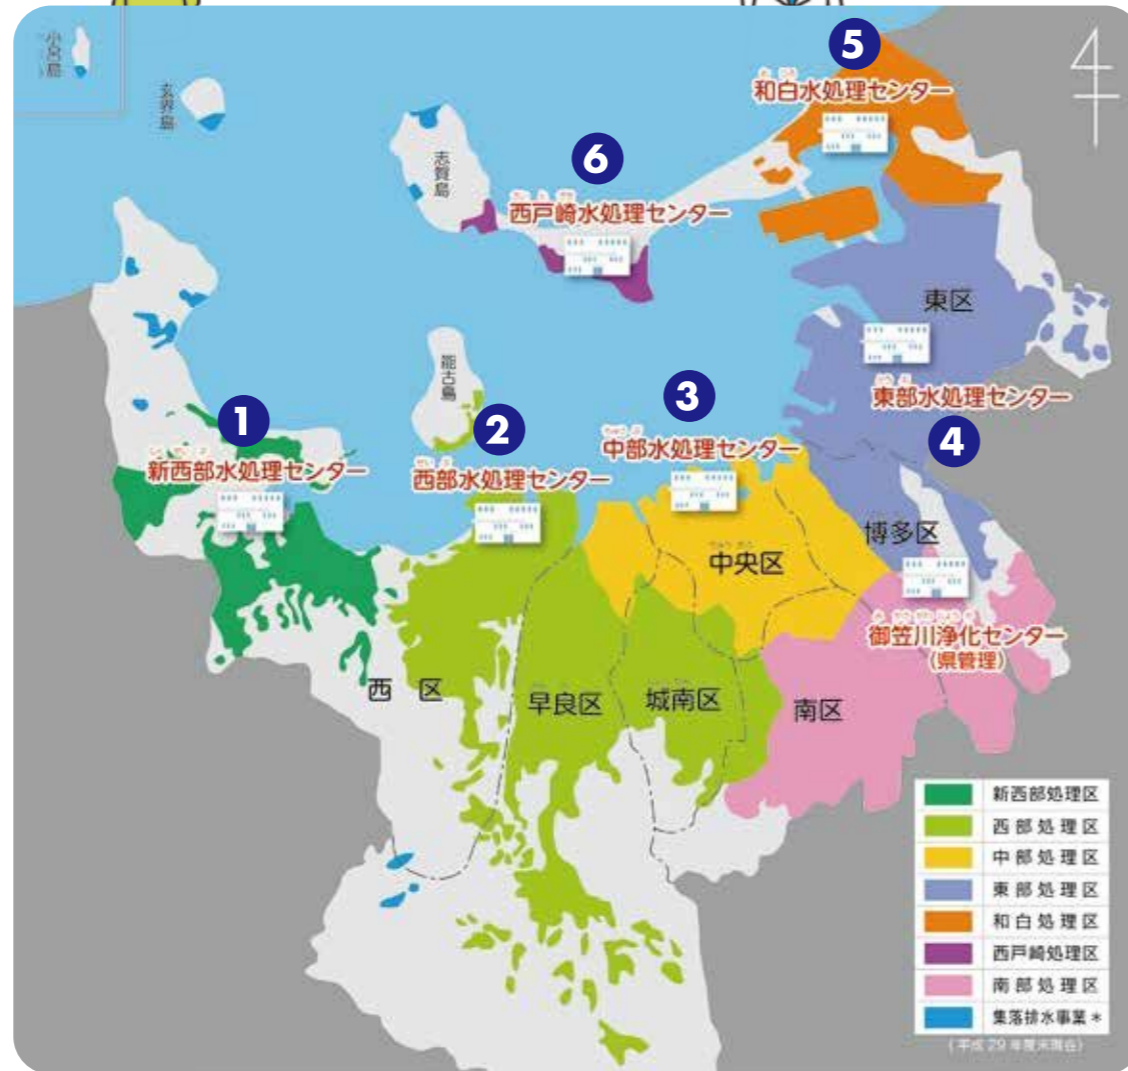 小呂島
玄界島
志賀島
5
和白水処理センター
6
西戸崎水処理センター
東区
能古島
東部水処理センター
4
1
新西部水処理センター
2
西部水処理センター
3
中部水処理センター
博多区
中央区
御笠川浄化センター
(県管理)
西 区
早良区
城南区
南区
新西部処理区
西部処理区
中部処理区
東部処理区
和白処理区
西戸崎処理区
南部処理区
集落排水事業*
(平成29年度末現在)